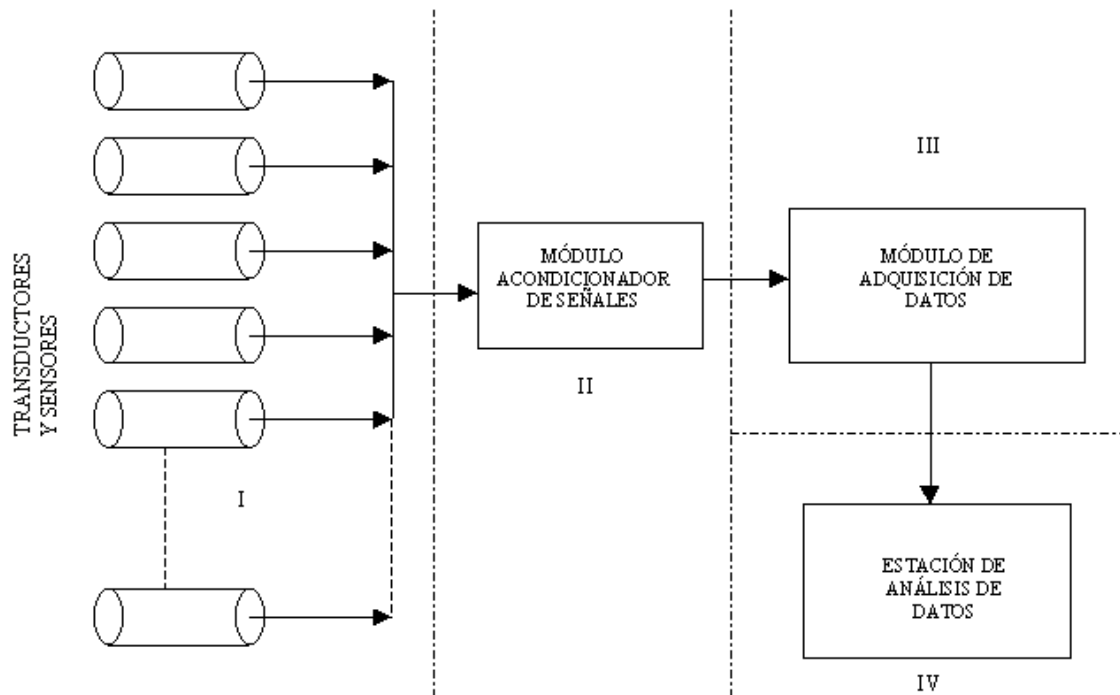 TRANSDUCTORES
Y SENSORES
I
MÓDULO
ACONDICIONADOR
DE SEÑALES
II
III
MÓDULO DE
ADQUISICIÓN DE
DATOS
ESTACIÓN DE
ANÁLISIS DE
DATOS
IV